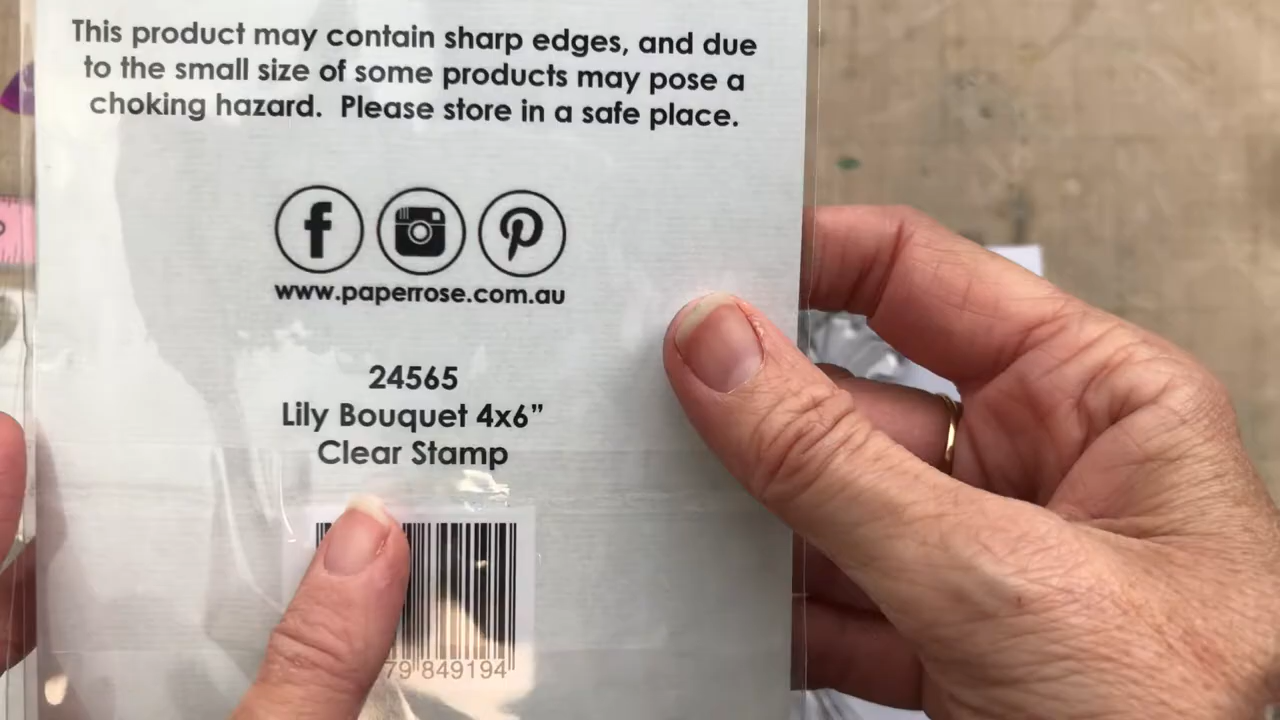 This product may contain sharp edges, and due
to the small size of some products may pose a
choking hazard. Please store in a safe place.
www.paperrose.com.au
24565
Lily Bouquet 4x6”
Clear Stamp
79 849194